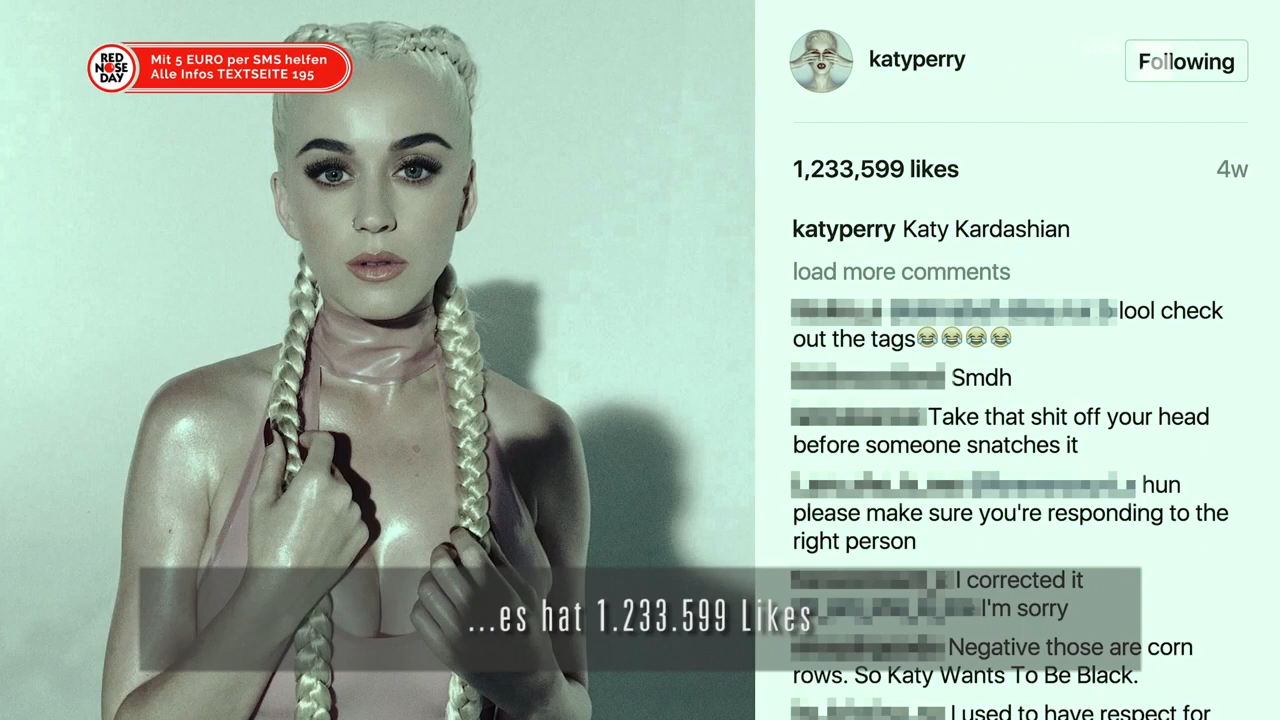 RED
NOSE
DAY
Mit 5 EURO per SMS helfen
Alle Infos TEXTSEITE 195
katyperry
Following
1,233,599 likes
4w
katyperry Katy Kardashian
load more comments
lool check
out the tags😂😂😂😂
Smdh
Take that shit off your head
before someone snatches it
hun
please make sure you're responding to the
right person
I corrected it
I'm sorry
...es hat 1.233.599 Likes
Negative those are corn
rows. So Katy Wants To Be Black.
I used to have respect for